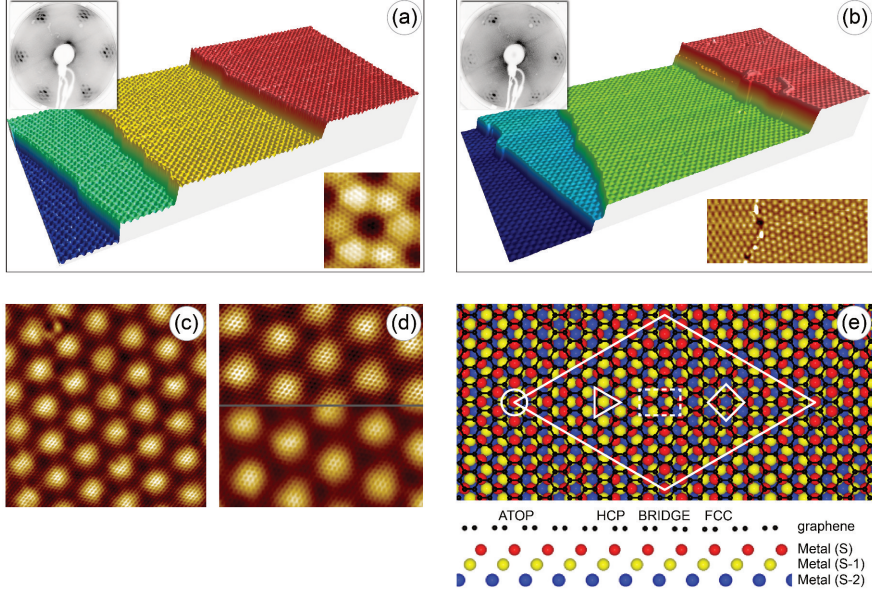 (a)
(b)
(c)
(d)
(e)
ATOP HCP BRIDGE FCC
graphene
Metal (S)
Metal (S-1)
Metal (S-2)